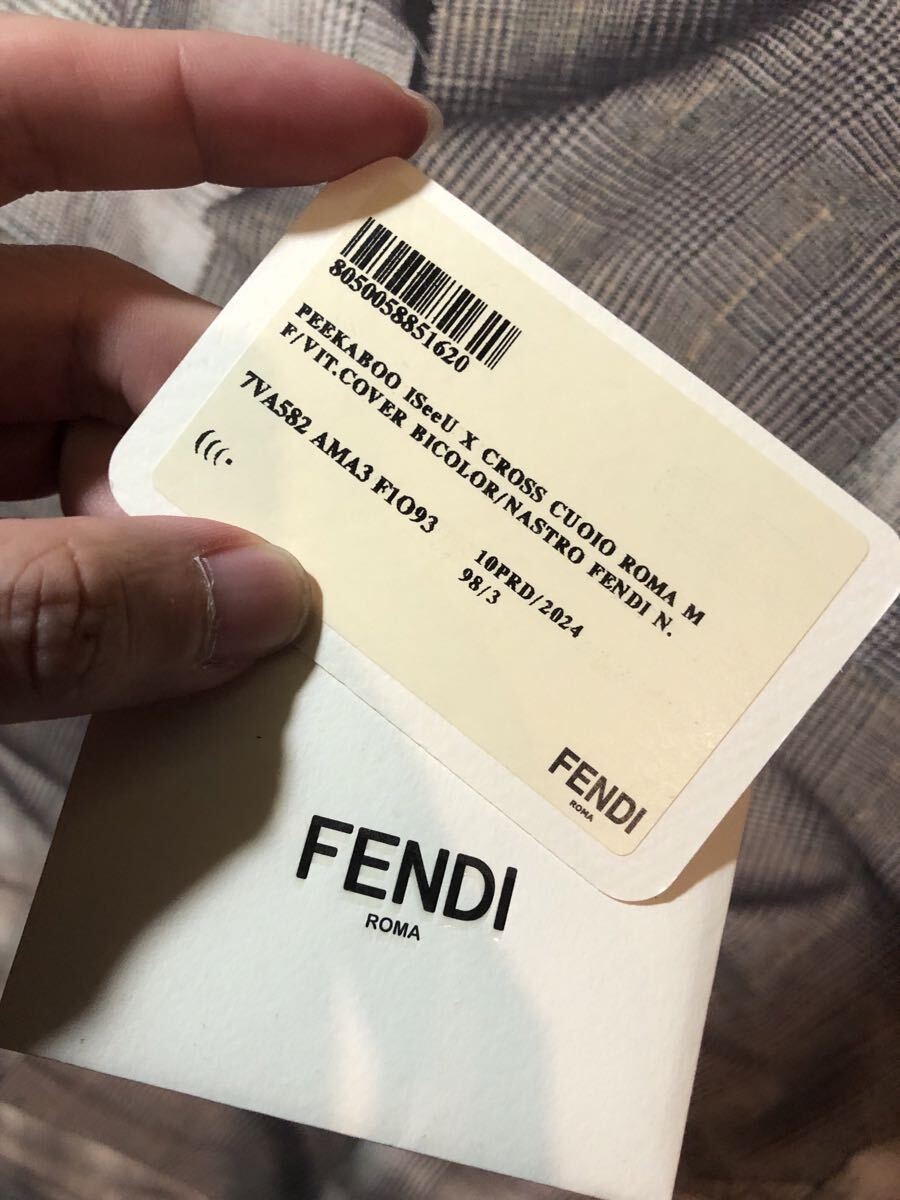 8050058851620
PEEKABOO ISeeU X CROSS CUOIO ROMA M
F/VIT.COVER BICOLOR/NASTRO FENDI N.
7VA582 AMA3 F1O93
10PRD/2024
98/3
FENDI
ROMA
FENDI
ROMA